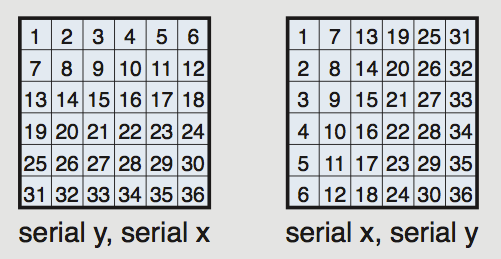 1 2 3 4 5 6
7 8 9 10 11 12
13 14 15 16 17 18
19 20 21 22 23 24
25 26 27 28 29 30
31 32 33 34 35 36
serial y, serial x
1 7 13 19 25 31
2 8 14 20 26 32
3 9 15 21 27 33
4 10 16 22 28 34
5 11 17 23 29 35
6 12 18 24 30 36
serial x, serial y